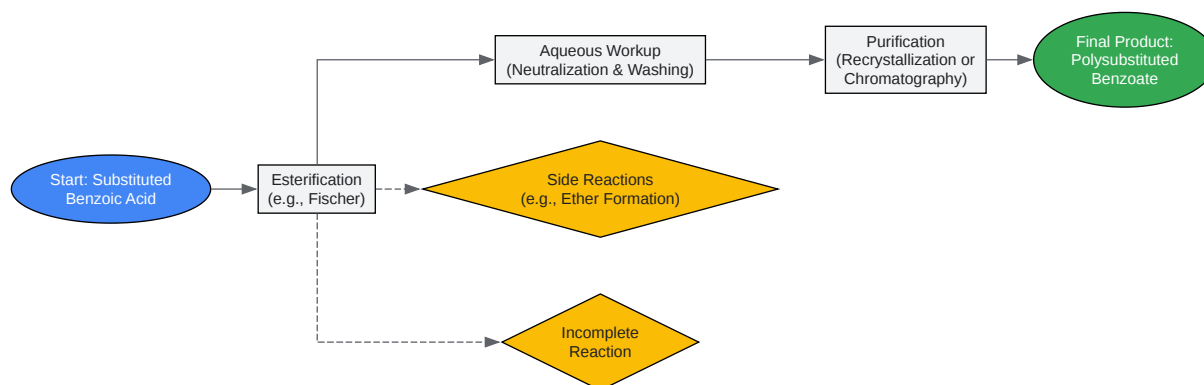 Start: Substituted
Benzoic Acid
Esterification
(e.g., Fischer)
Aqueous Workup
(Neutralization & Washing)
Purification
(Recrystallization or
Chromatography)
Final Product:
Polysubstituted
Benzoate
Side Reactions
(e.g., Ether Formation)
Incomplete
Reaction